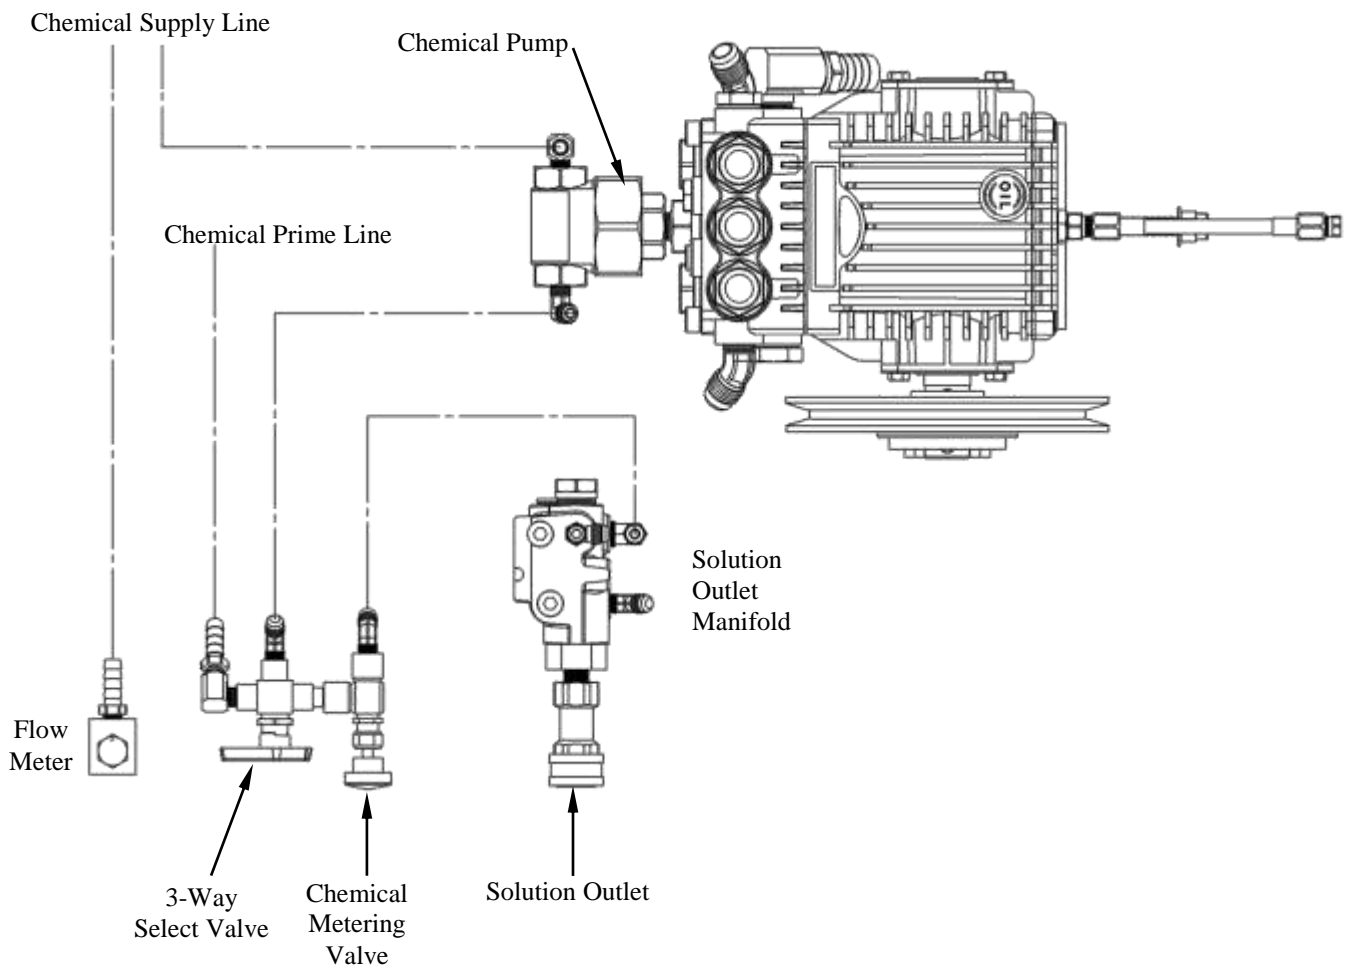 Chemical Supply Line
Chemical Pump
OIL
Chemical Prime Line
Solution
Outlet
Manifold
Flow
Meter
3-Way
Select Valve
Chemical
Metering
Valve
Solution Outlet